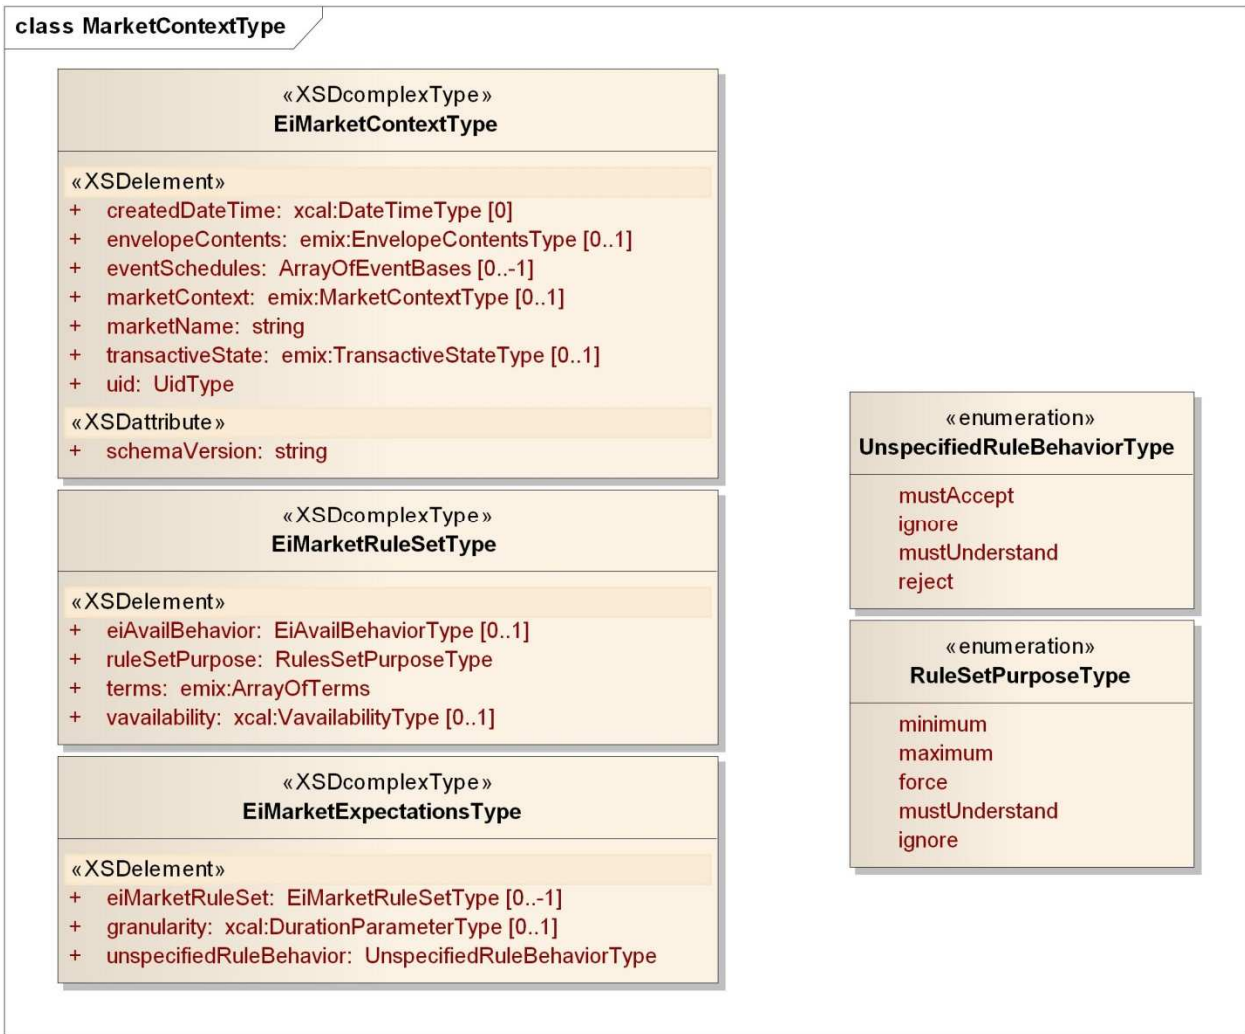 class MarketContextType
«XSDcomplexType»
EiMarketContextType
«XSDelement»
+ createdDateTime: xcal:DateTimeType [0]
+ envelopeContents: emix:EnvelopeContentsType [0..1]
+ eventSchedules: ArrayOfEventBases [0..-1]
+ marketContext: emix:MarketContextType [0..1]
+ marketName: string
+ transactiveState: emix:TransactiveStateType [0..1]
+ uid: UidType
«XSDattribute»
+ schemaVersion: string
«XSDcomplexType»
EiMarketRuleSetType
«XSDelement»
+ eiAvailBehavior: EiAvailBehaviorType [0..1]
+ ruleSetPurpose: RulesSetPurposeType
+ terms: emix:ArrayOfTerms
+ vavailability: xcal:VavailabilityType [0..1]
«XSDcomplexType»
EiMarketExpectationsType
«XSDelement»
+ eiMarketRuleSet: EiMarketRuleSetType [0..-1]
+ granularity: xcal:DurationParameterType [0..1]
+ unspecifiedRuleBehavior: UnspecifiedRuleBehaviorType
«enumeration»
UnspecifiedRuleBehaviorType
mustAccept
ignore
mustUnderstand
reject
«enumeration»
RuleSetPurposeType
minimum
maximum
force
mustUnderstand
ignore